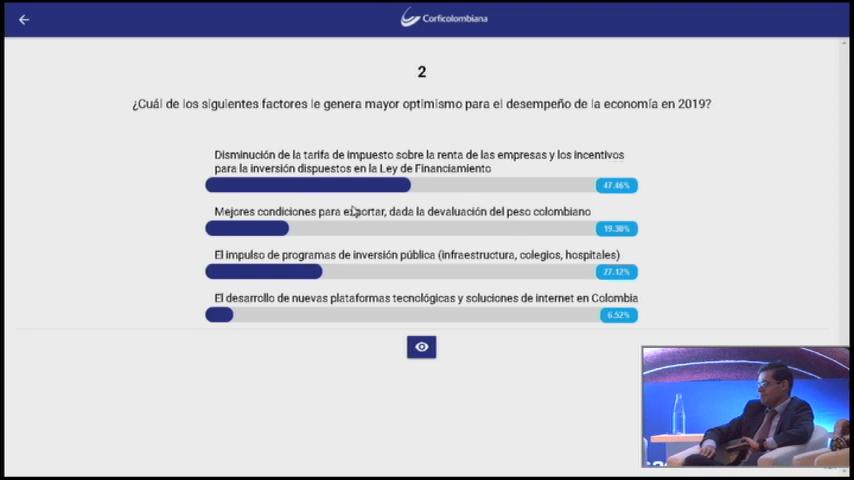 Corficolombiana
2
¿Cuál de los siguientes factores le genera mayor optimismo para el desempeño de la economía en 2019?
Disminución de la tarifa de impuesto sobre la renta de las empresas y los incentivos
para la inversión dispuestos en la Ley de Financiamiento
47.46%
Mejores condiciones para exportar, dada la devaluación del peso colombiano
El impulso de programas de inversión pública (infraestructura, colegios, hospitales)
27.12%
El desarrollo de nuevas plataformas tecnológicas y soluciones de internet en Colombia
6.52%